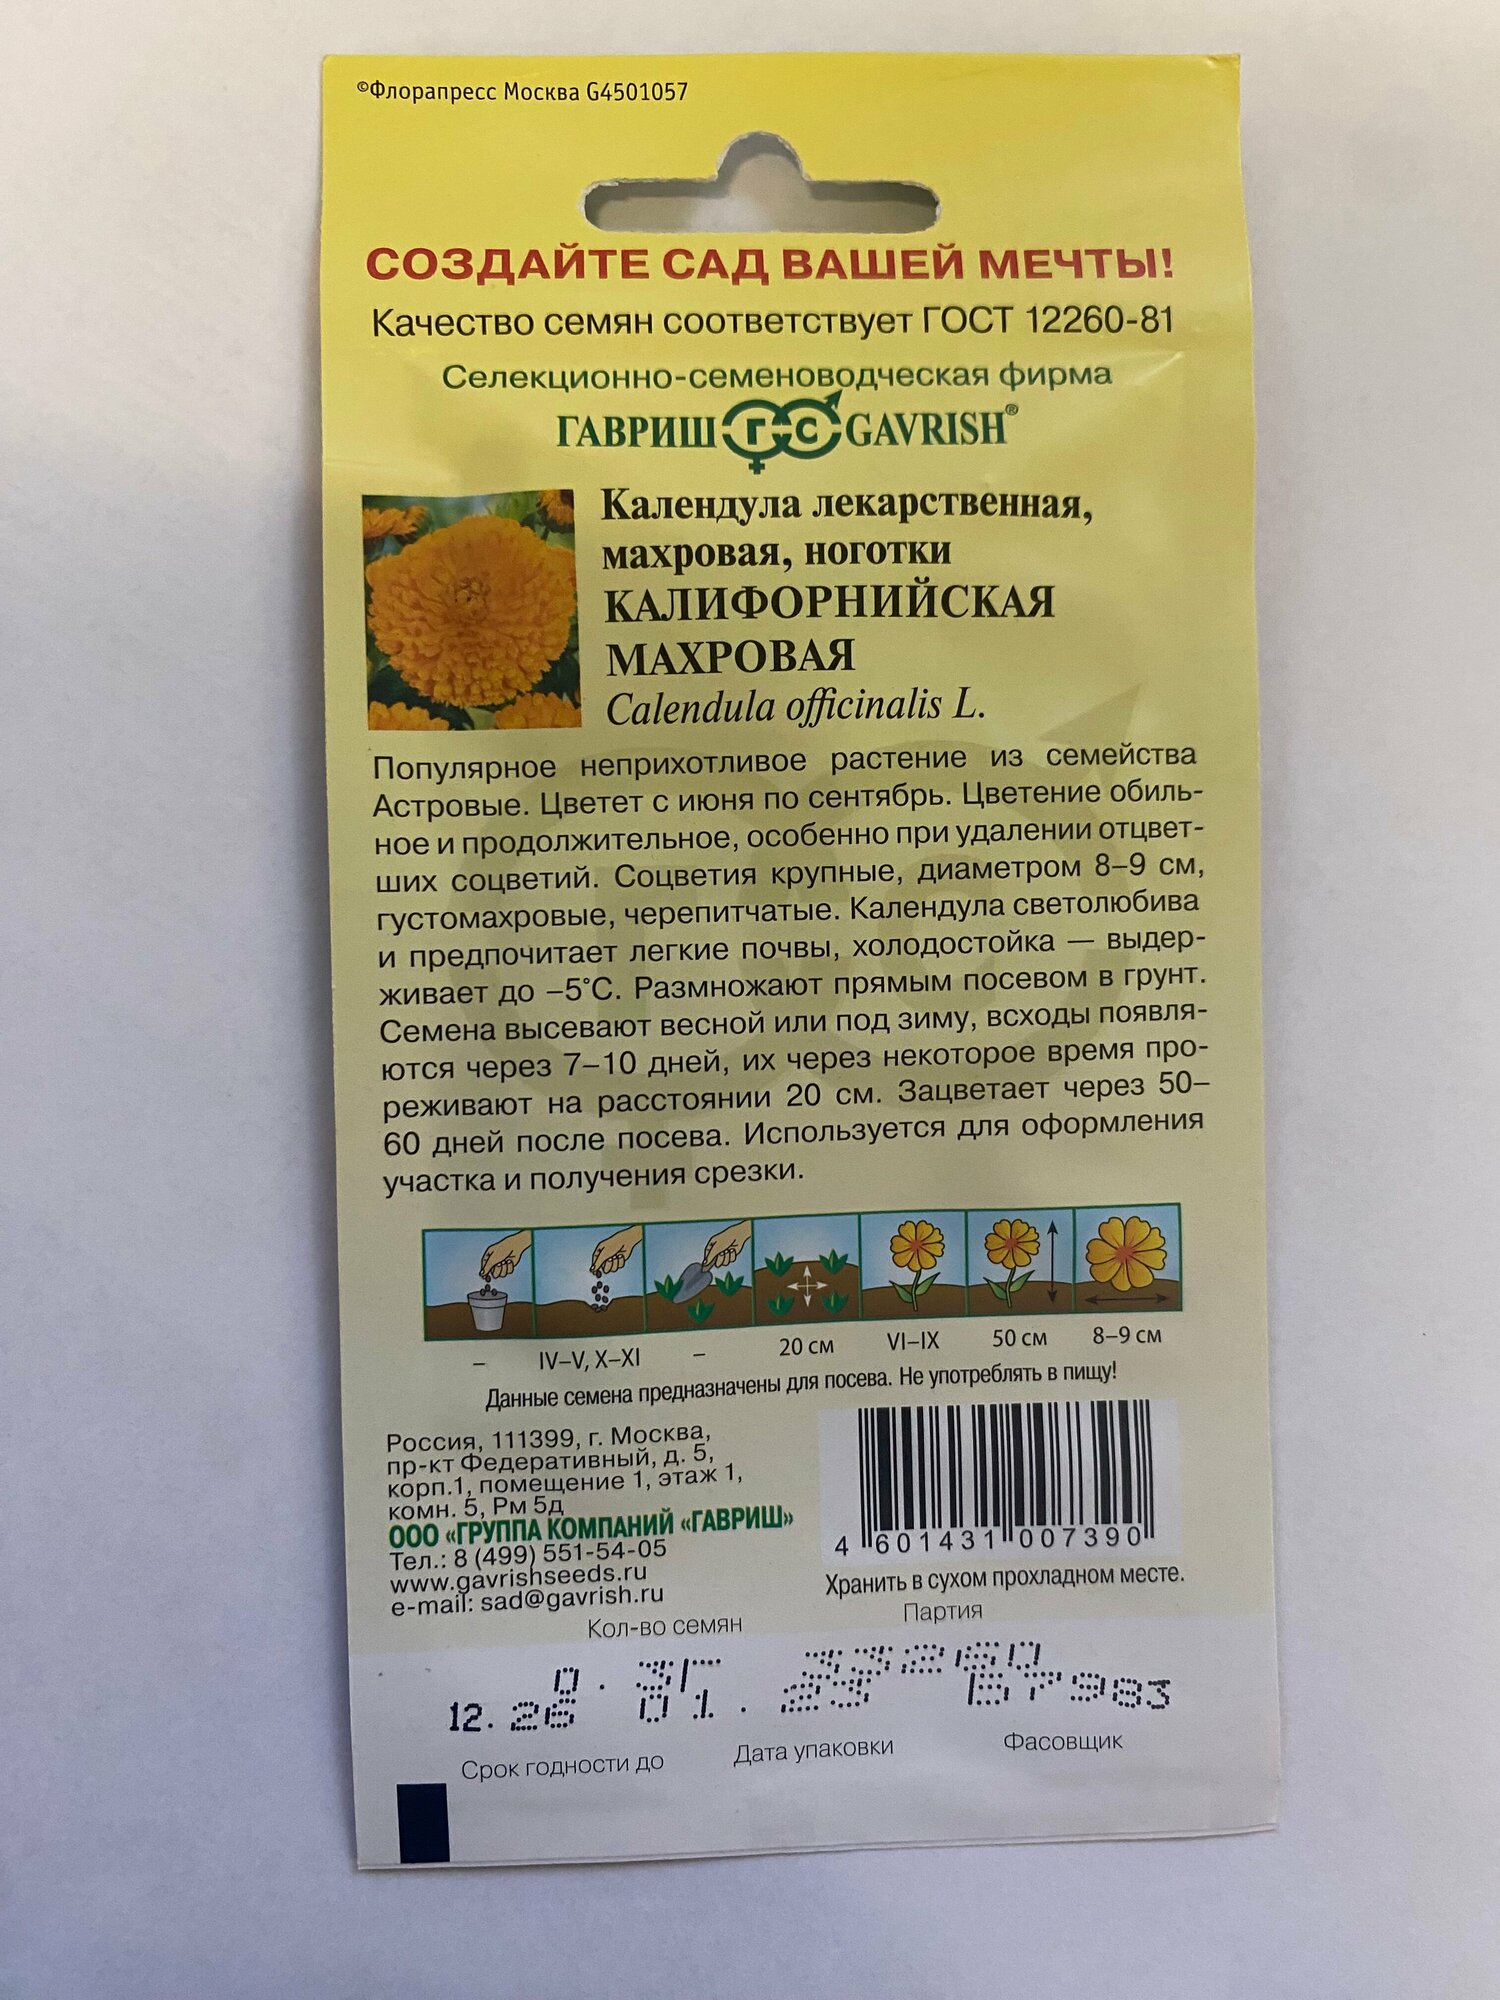 ©Флорапресс Москва G4501057
СОЗДАЙТЕ САД ВАШЕЙ МЕЧТЫ!
Качество семян соответствует ГОСТ 12260-81
Селекционно-семеноводческая фирма
ГАВРИШ ГС GAVRISH®
Календула лекарственная,
махровая, ноготки
КАЛИФОРНИЙСКАЯ
МАХРОВАЯ
Calendula officinalis L.
Популярное неприхотливое растение из семейства
Астровые. Цветет с июня по сентябрь. Цветение обиль-
ное и продолжительное, особенно при удалении отцвет-
ших соцветий. Соцветия крупные, диаметром 8–9 см,
густомахровые, черепитчатые. Календула светолюбива
и предпочитает легкие почвы, холодостойка — выдер-
живает до –5°С. Размножают прямым посевом в грунт.
Семена высевают весной или под зиму, всходы появля-
ются через 7–10 дней, их через некоторое время про-
реживают на расстоянии 20 см. Зацветает через 50–
60 дней после посева. Используется для оформления
участка и получения срезки.
– IV–V, X–XI – 20 см VI–IX 50 см 8–9 см
Данные семена предназначены для посева. Не употреблять в пищу!
Россия, 111399, г. Москва,
пр-кт Федеративный, д. 5,
корп.1, помещение 1, этаж 1,
комн. 5, Рм 5д
ООО «ГРУППА КОМПАНИЙ «ГАВРИШ»
Тел.: 8 (499) 551-54-05
www.gavrishseeds.ru
e-mail: sad@gavrish.ru
4 601431 007390
Хранить в сухом прохладном месте.
Кол-во семян Партия
12.26 01.23
Срок годности до Дата упаковки Фасовщик